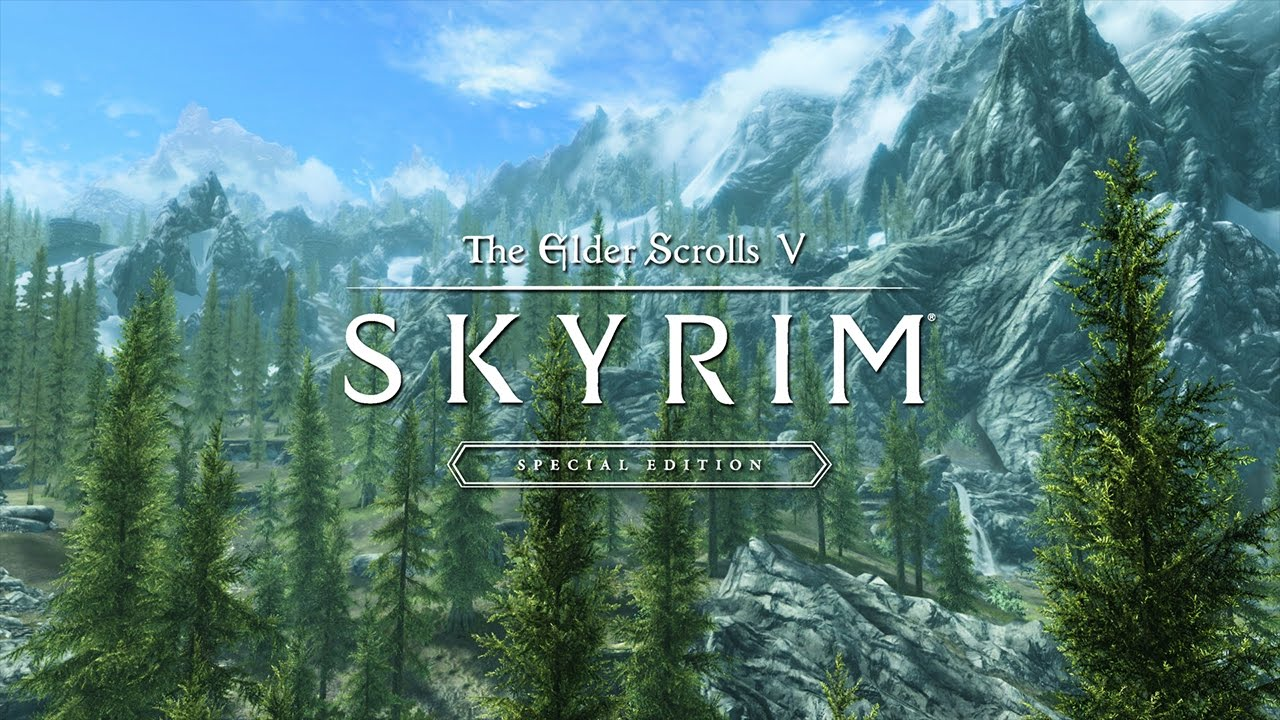 The Elder Scrolls V
SKYRIM®
SPECIAL EDITION